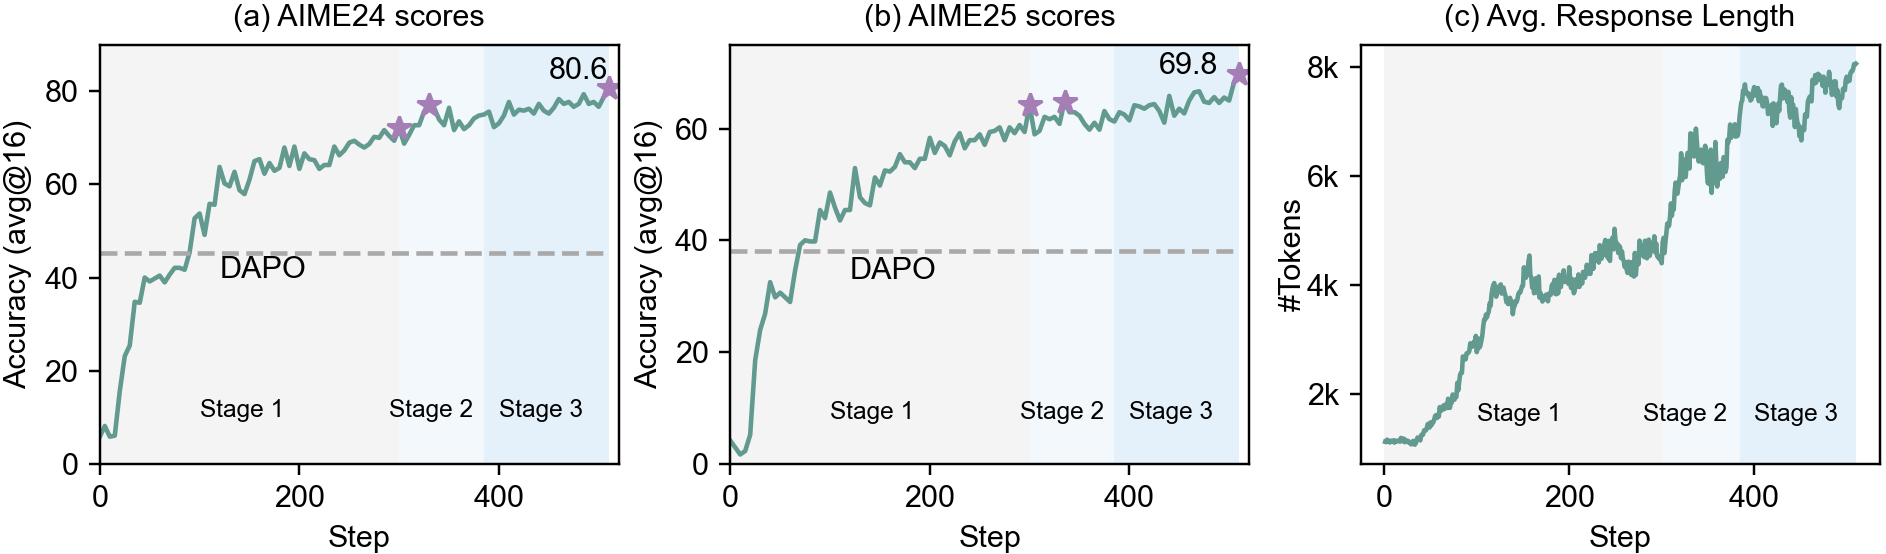 (a) AIME24 scores
Accuracy (avg@16)
80
60
40
20
0
80.6
DAPO
Stage 1
Stage 2
Stage 3
0
200
400
Step
(b) AIME25 scores
Accuracy (avg@16)
60
40
20
0
69.8
DAPO
Stage 1
Stage 2
Stage 3
0
200
400
Step
(c) Avg. Response Length
#Tokens
8k
6k
4k
2k
Stage 1
Stage 2
Stage 3
0
200
400
Step